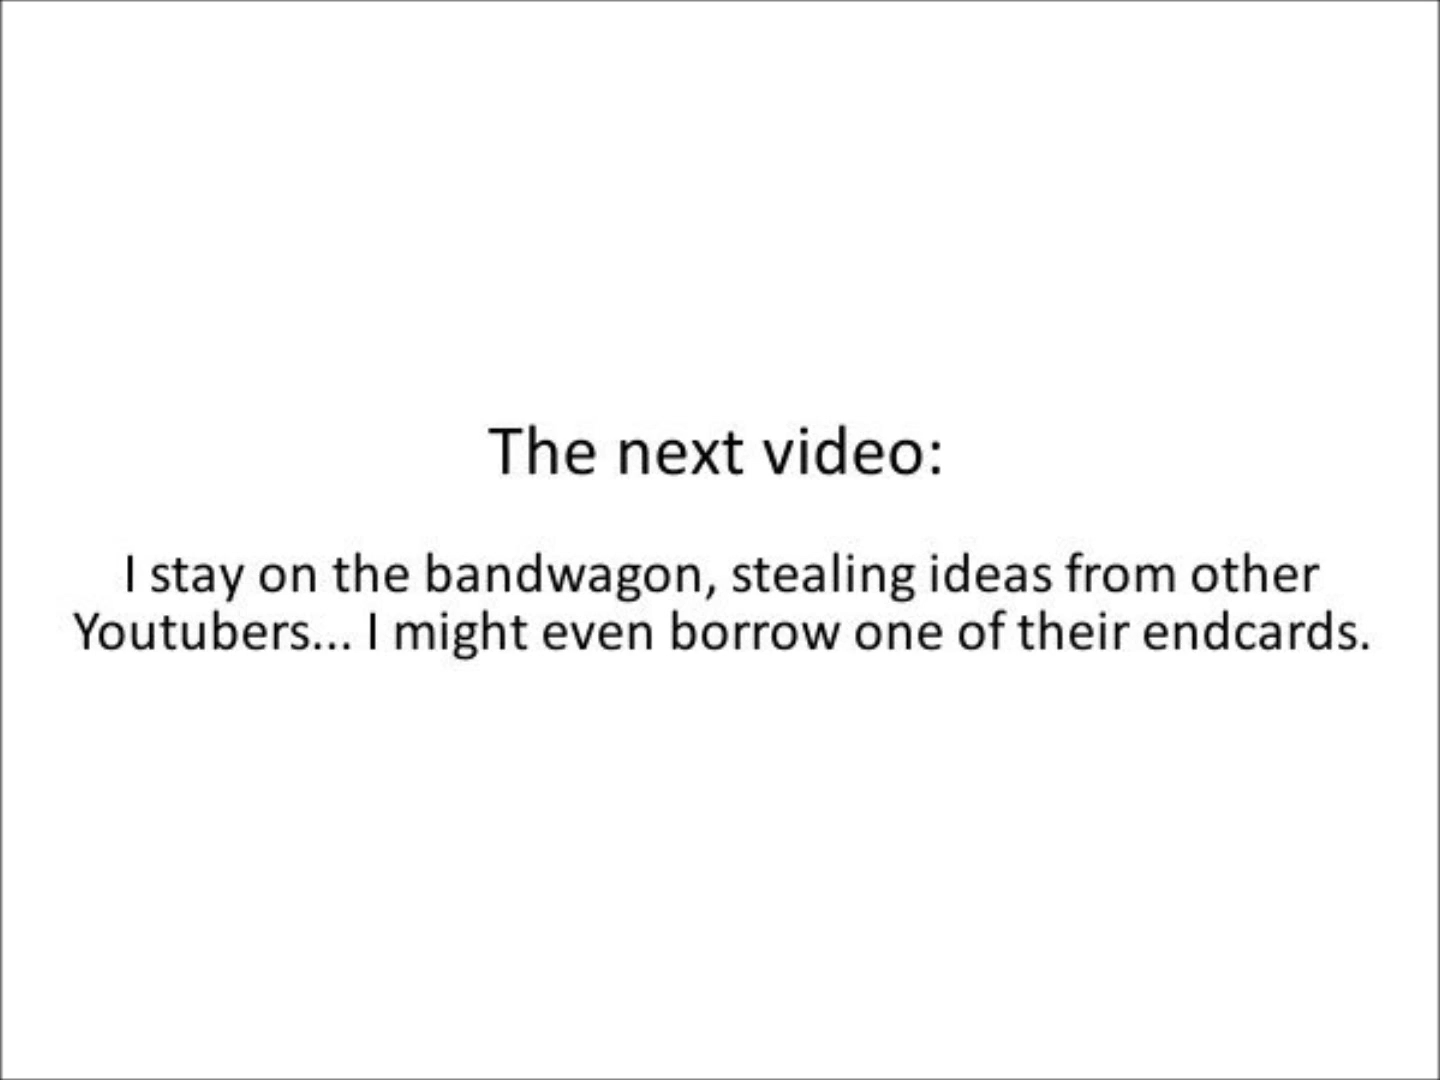 The next video:
I stay on the bandwagon, stealing ideas from other
Youtubers... I might even borrow one of their endcards.